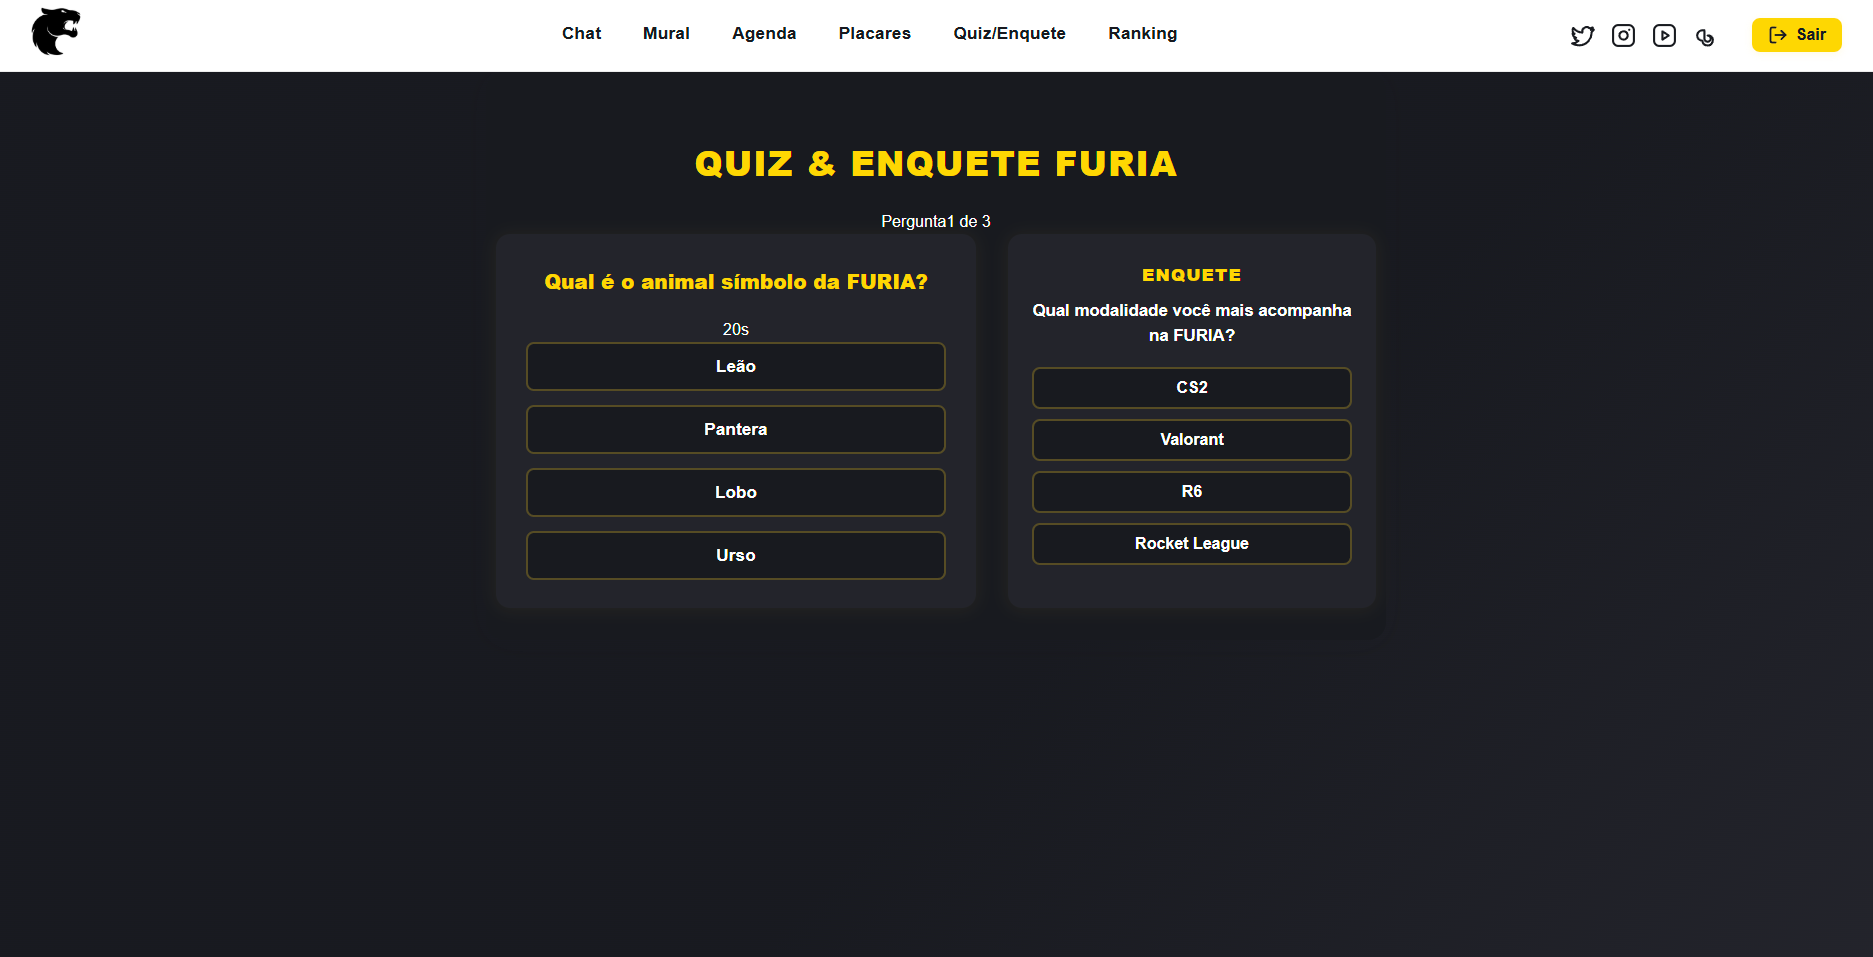 Chat Mural Agenda Placares Quiz/Enquete Ranking Sair
QUIZ & ENQUETE FURIA
Pergunta1 de 3
Qual é o animal símbolo da FURIA?
20s
Leão
Pantera
Lobo
Urso
ENQUETE
Qual modalidade você mais acompanha
na FURIA?
CS2
Valorant
R6
Rocket League